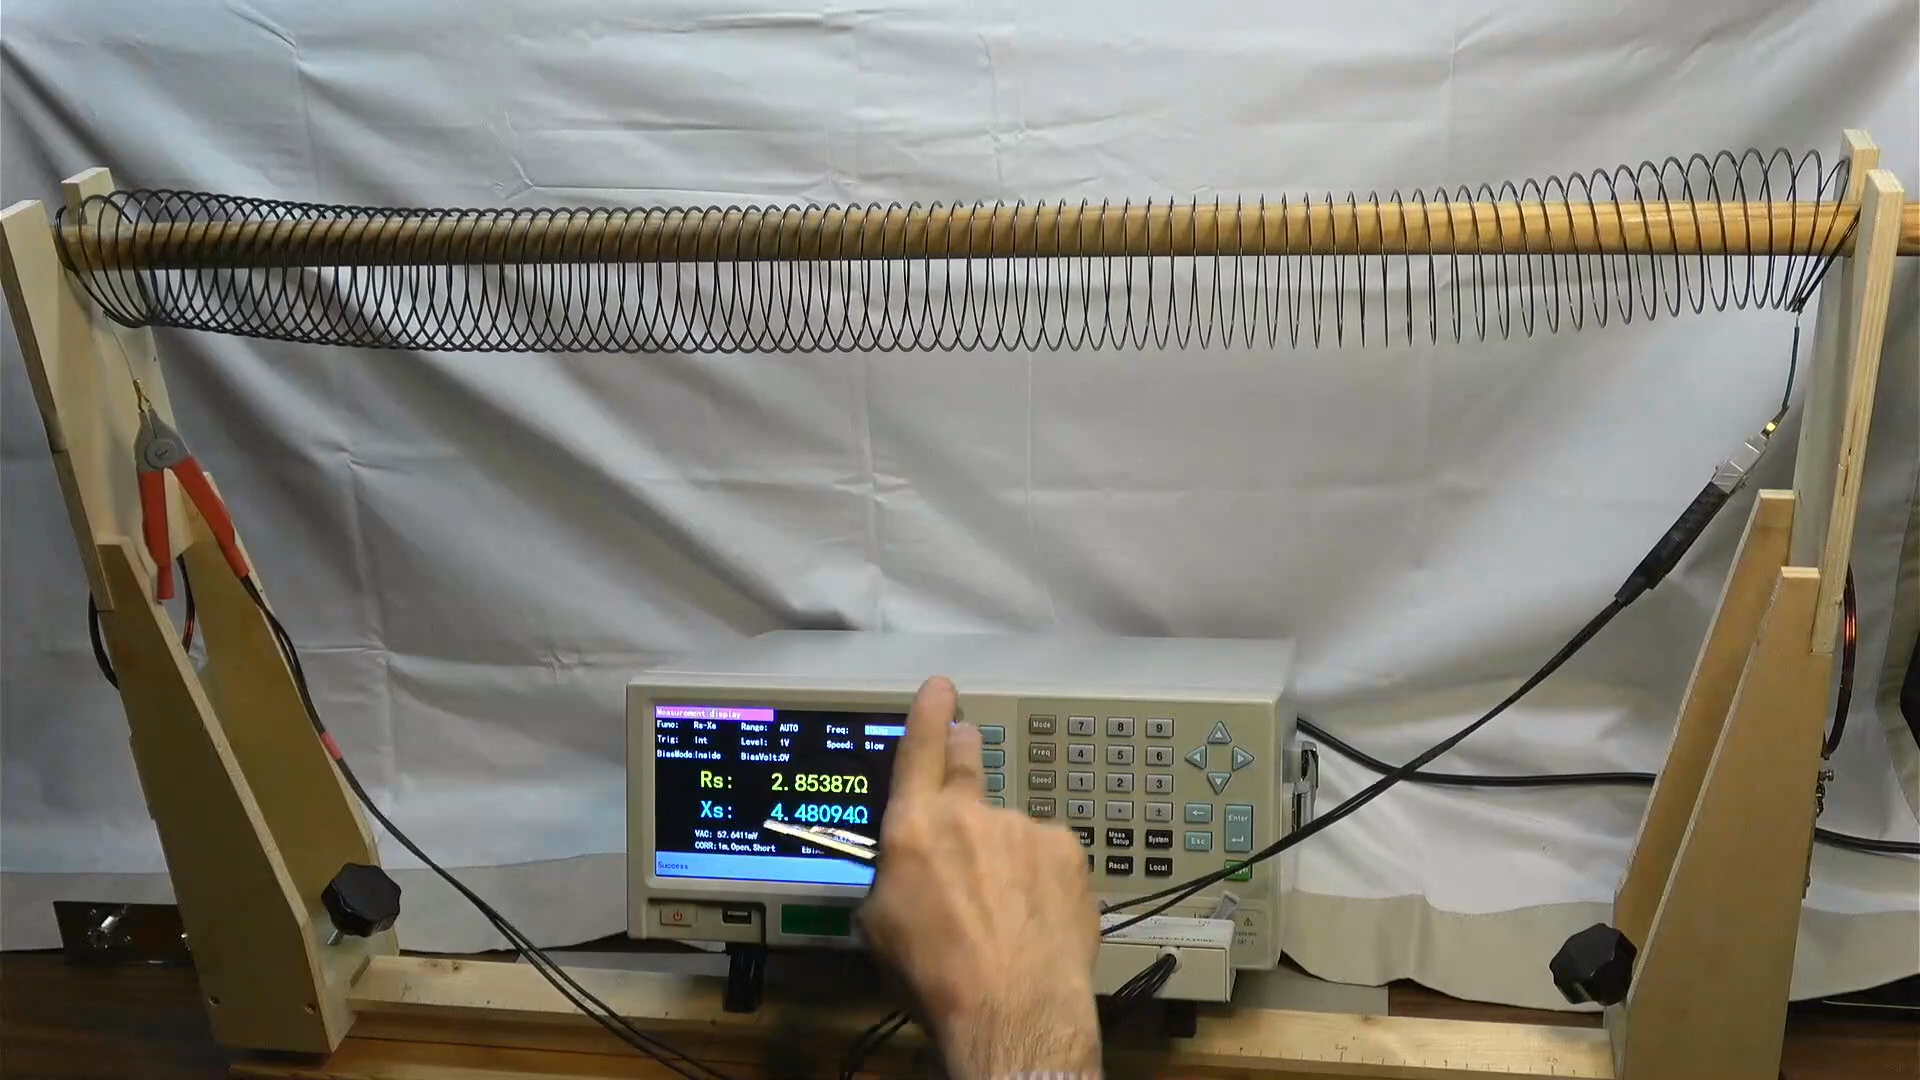 Measurement display
Func: Rs-Xs Range: AUTO Freq:
Trig: Int Level: 1V Speed: Slow
BiasMode:Inside BiasVolt:0V
Rs: 2.85387Ω
Xs: 4.48094Ω
VAC: 52.6411mV
CORR:1m,Open,Short
Success
Mode 7 8 9
Freq 4 5 6
Speed 1 2 3
Level 0 . ±
Enter
Esc
Meas Setup System
Recall Local